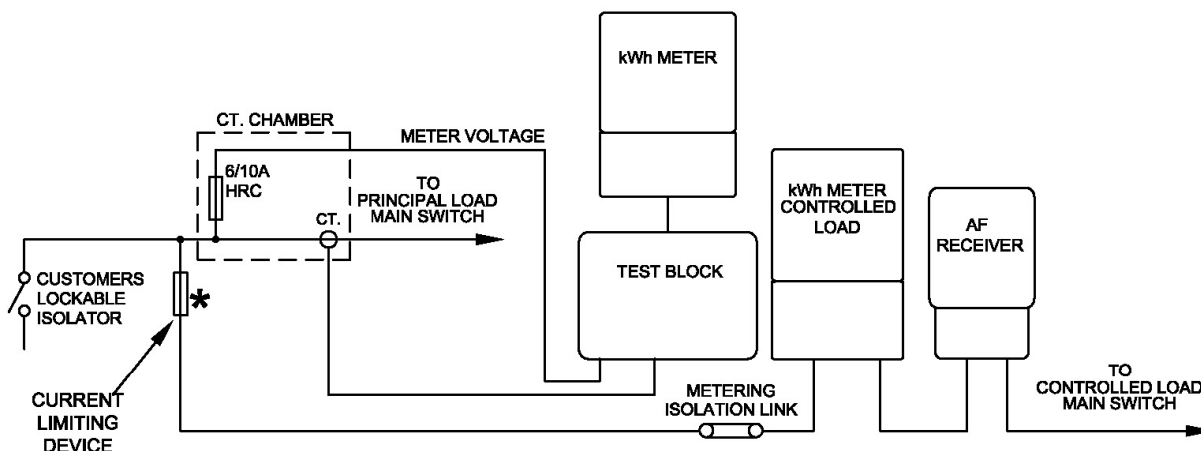 kWh METER
CT. CHAMBER
METER VOLTAGE
6/10A
HRC
TO
PRINCIPAL LOAD
MAIN SWITCH
CT.
kWh METER
CONTROLLED
LOAD
AF
RECEIVER
TEST BLOCK
CUSTOMERS
LOCKABLE
ISOLATOR
*
CURRENT
LIMITING
DEVICE
METERING
ISOLATION LINK
TO
CONTROLLED LOAD
MAIN SWITCH